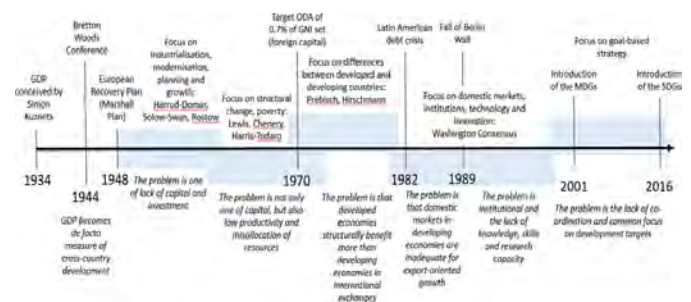 GDP
conceived by
Simon
Kuznets
Bretton
Woods
Conference
European
Recovery Plan
(Marshall
Plan)
Focus on
industrialisation,
modernisation,
planning and
growth:
Harrod-Domar,
Solow-Swan, Rostow
Focus on structural
change, poverty:
Lewis, Chenery,
Harris-Todaro
Target ODA of
0.7% of GNI set
(foreign capital)
Focus on differences
between developed and
developing countries:
Prebisch, Hirschmann
Latin American
debt crisis
Fall of Berlin
Wall
Focus on domestic markets,
institutions, technology and
innovation:
Washington Consensus
Focus on goal-based
strategy
Introduction
of the MDGs
Introduction
of the SDGs
1934
1944
1948
1970
1982
1989
2001
2016
GDP becomes
de facto
measure of
cross-country
development
The problem is one
of lack of capital and
investment
The problem is not only
one of capital, but also
low productivity and
misallocation of
resources
The problem is that
developed
economies
structurally benefit
more than
developing
economies in
international
exchanges
The problem is
that domestic
markets in
developing
economies are
inadequate for
export-oriented
growth
The problem is
institutional and the
lack of
knowledge, skills
and research
capacity
The problem is the lack of co-
ordination and common focus
on development targets